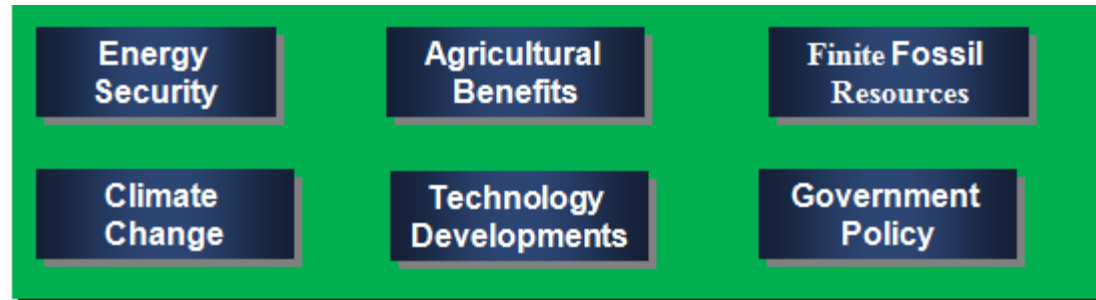 Energy
Security
Agricultural
Benefits
Finite Fossil
Resources
Climate
Change
Technology
Developments
Government
Policy